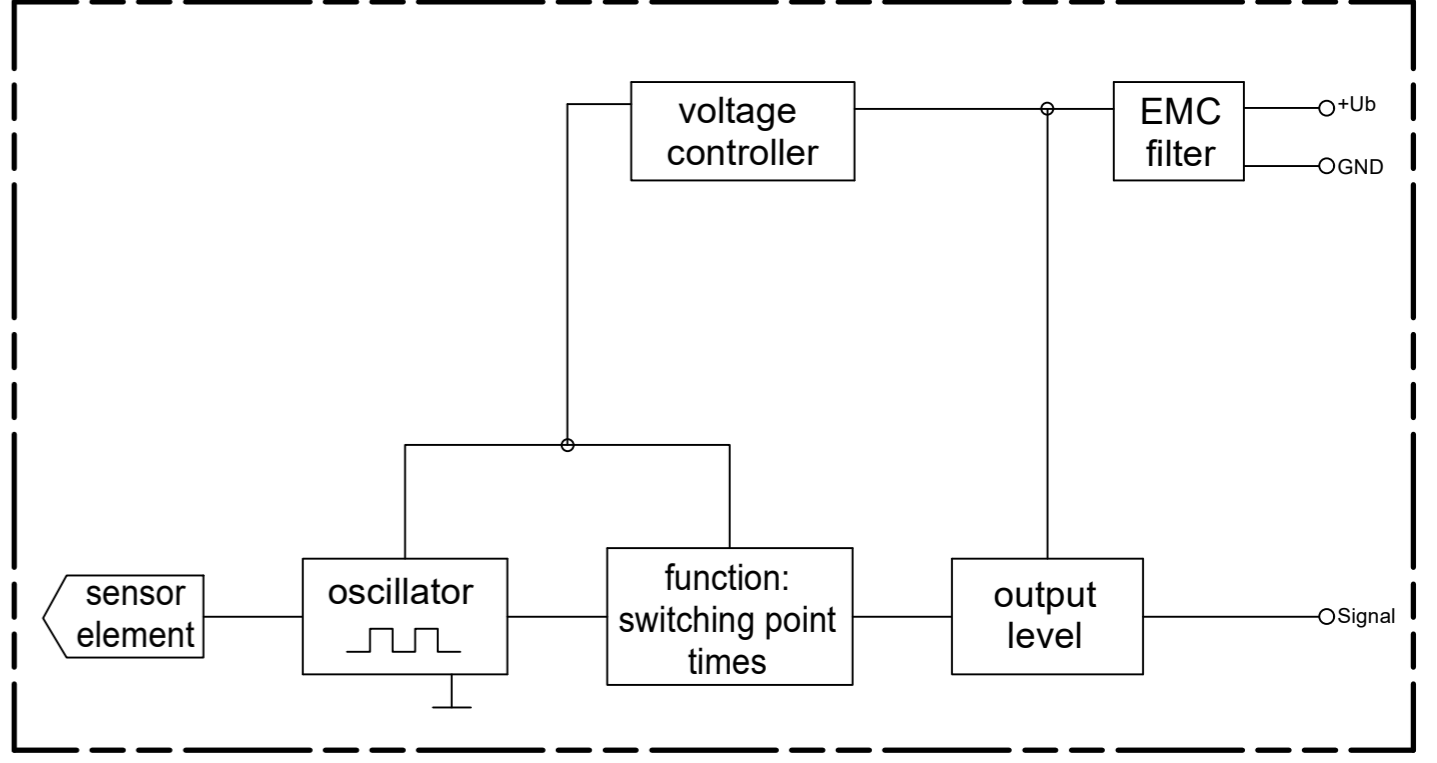 voltage
controller
EMC
filter
+Ub
GND
sensor
element
oscillator
function:
switching point
times
output
level
Signal